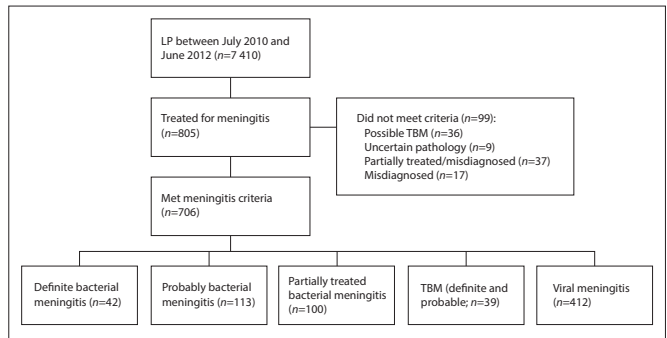 LP between July 2010 and
June 2012 (n=7 410)
Treated for meningitis
(n=805)
Did not meet criteria (n=99):
Possible TBM (n=36)
Uncertain pathology (n=9)
Partially treated/misdiagnosed (n=37)
Misdiagnosed (n=17)
Met meningitis criteria
(n=706)
Definite bacterial
meningitis (n=42)
Probably bacterial
meningitis (n=113)
Partially treated
bacterial meningitis
(n=100)
TBM (definite and
probable; n=39)
Viral meningitis
(n=412)